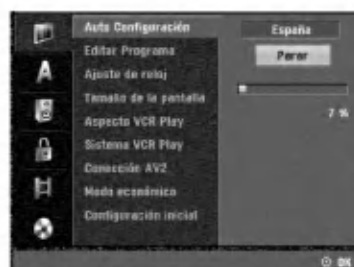 Auto Configuración
Editar Programa
Ajuste de reloj
Tamaño de la pantalla
Aspecto VCR Play
Sistema VCR Play
Conección AV2
Modo económico
Configuración inicial
España
Parar
7 %
A
OK